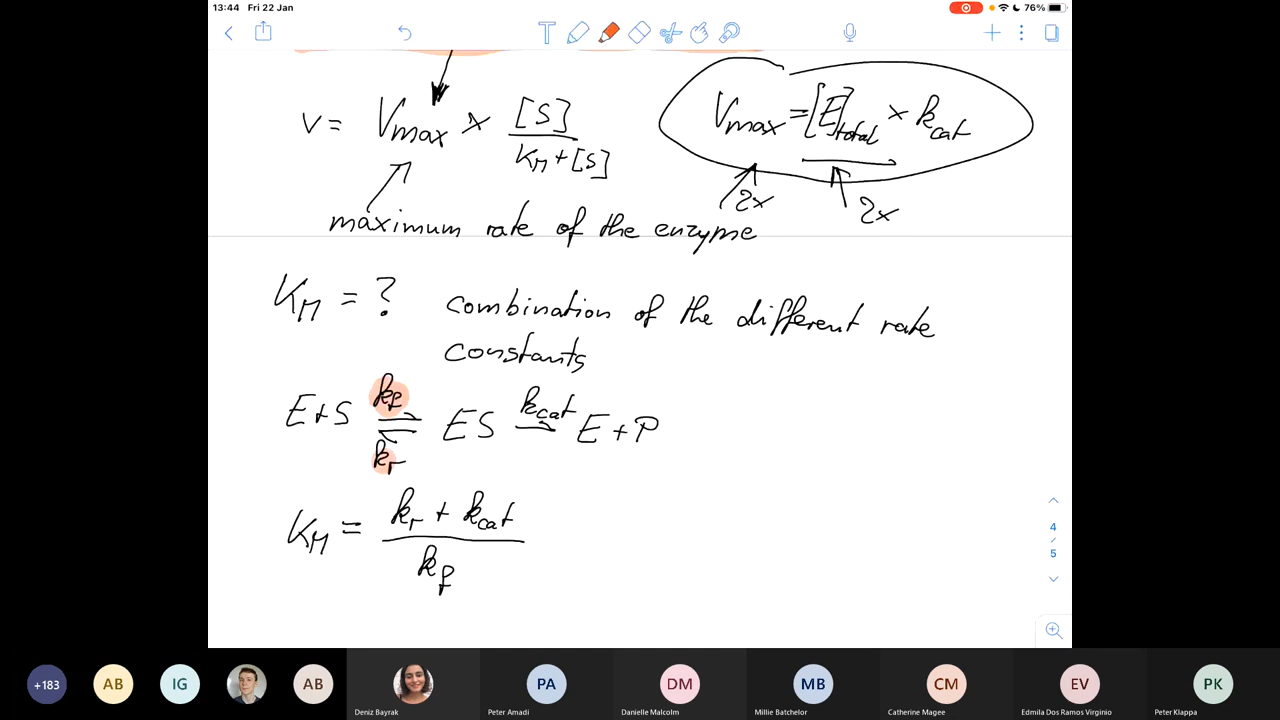 13:44 Fri 22 Jan
76%
v = Vmax × [S] / KM + [S]
Vmax = [E]total × kcat
2x
2x
maximum rate of the enzyme
KM = ? combination of the different rate
constants
E+S kf ⇌ kr ES kcat → E + P
KM = kr + kcat / kf
4
/
5
+183
AB
IG
AB
PA
DM
MB
CM
EV
PK
Deniz Bayrak
Peter Amadi
Danielle Malcolm
Millie Batchelor
Catherine Magee
Edmila Dos Ramos Virginio
Peter Klappa